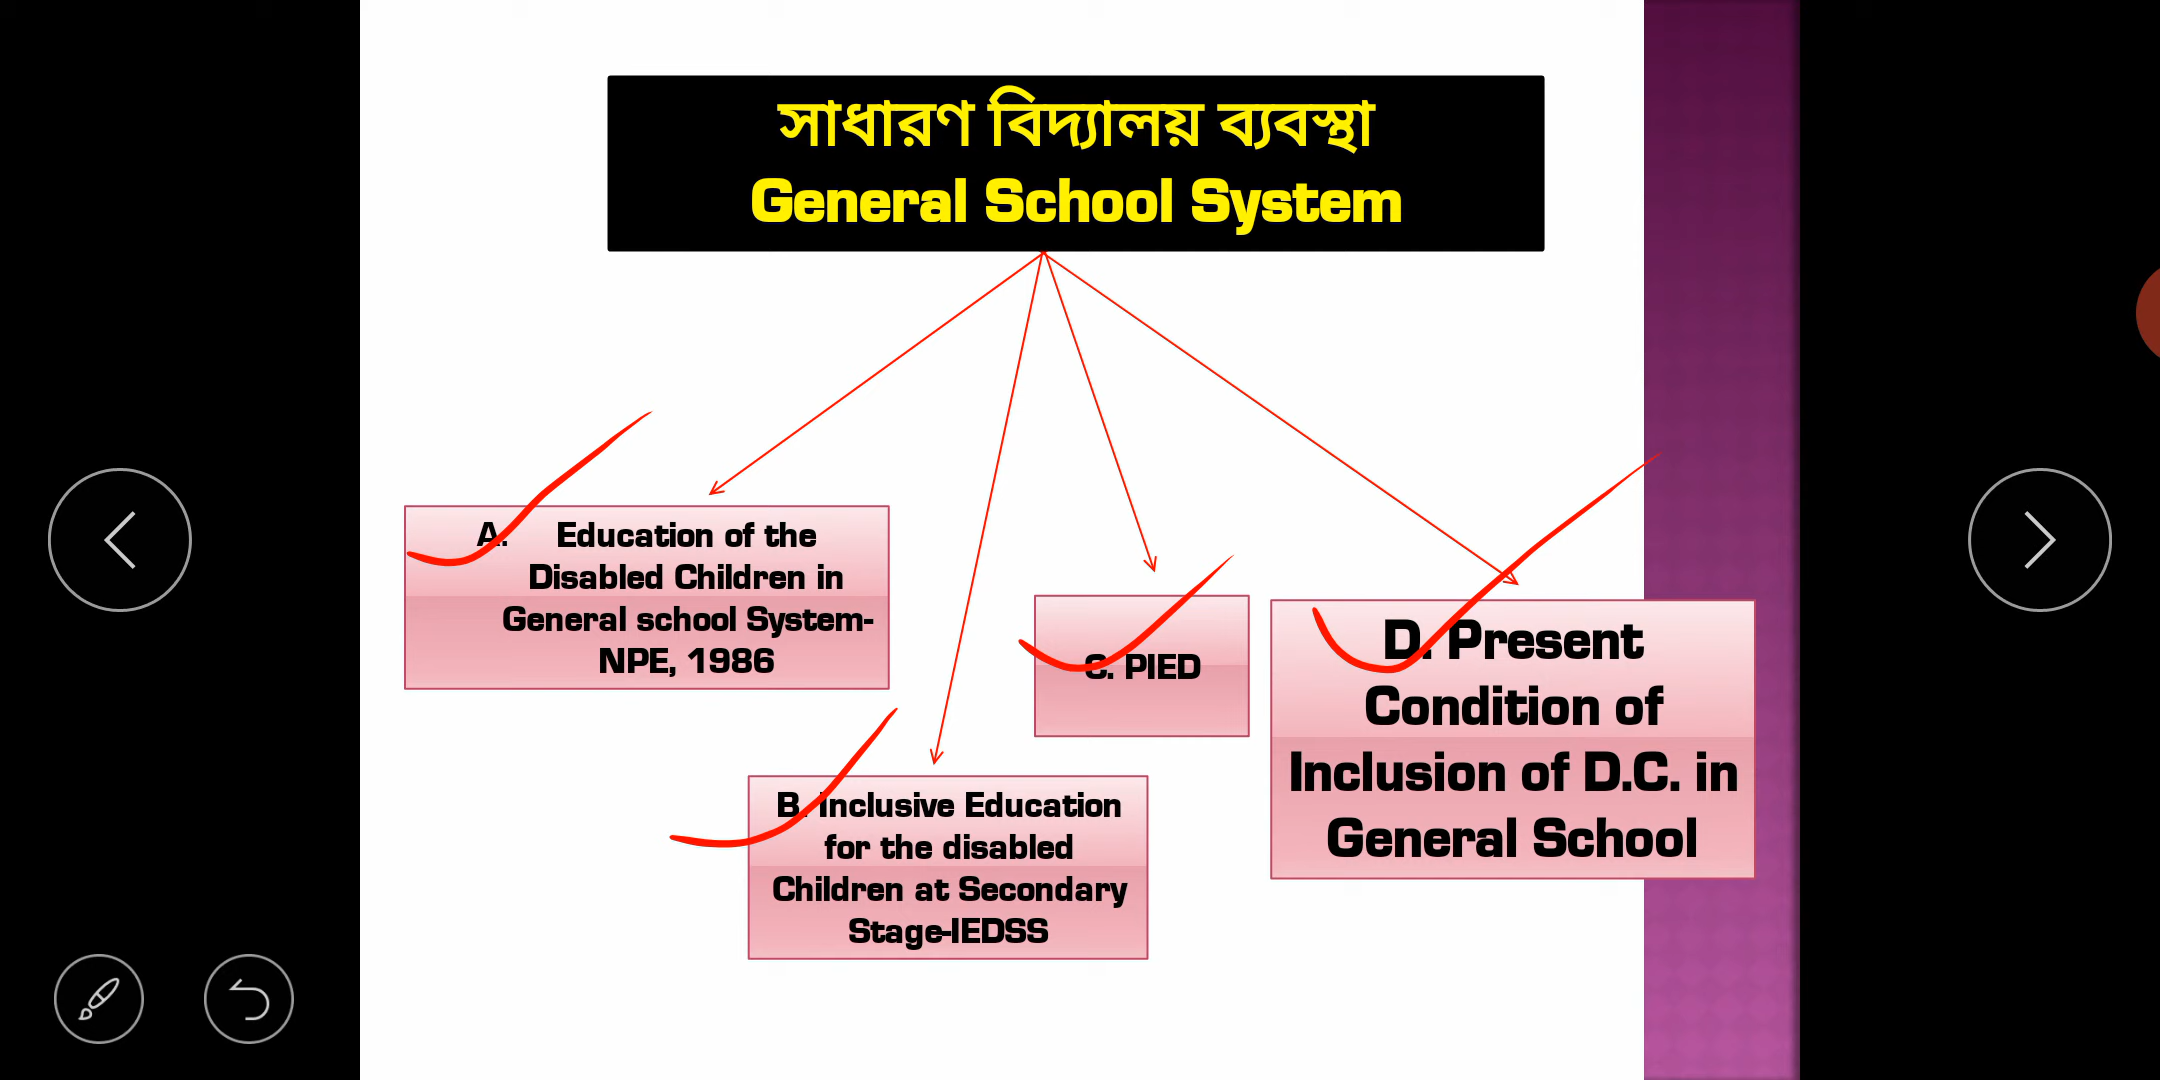 সাধারণ বিদ্যালয় ব্যবস্থা
General School System
A. Education of the
Disabled Children in
General school System-
NPE, 1986
B. Inclusive Education
for the disabled
Children at Secondary
Stage-IEDSS
C. PIED
D. Present
Condition of
Inclusion of D.C. in
General School